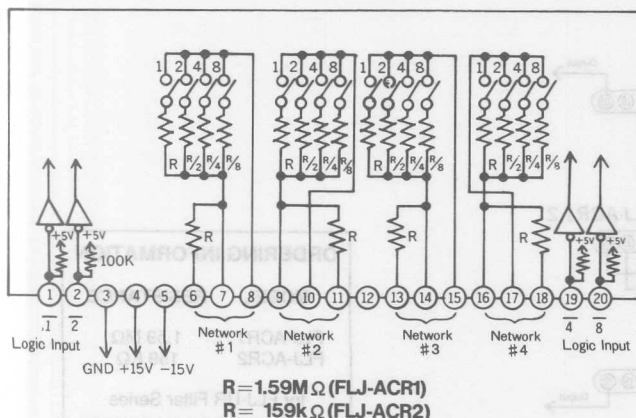 1 2 4 8 1 2 4 8 1 2 4 8 1 2 4 8
R R/2 R/4 R/8 R R/2 R/4 R/8 R R/2 R/4 R/8 R R/2 R/4 R/8
+5V +5V R R R R +5V +5V
100K
1 2 3 4 5 6 7 8 9 10 11 12 13 14 15 16 17 18 19 20
.1 2 Network Network Network Network 4 8
Logic Input #1 #2 #3 #4 Logic Input
GND +15V -15V
R=1.59MΩ(FLJ-ACR1)
R= 159kΩ(FLJ-ACR2)